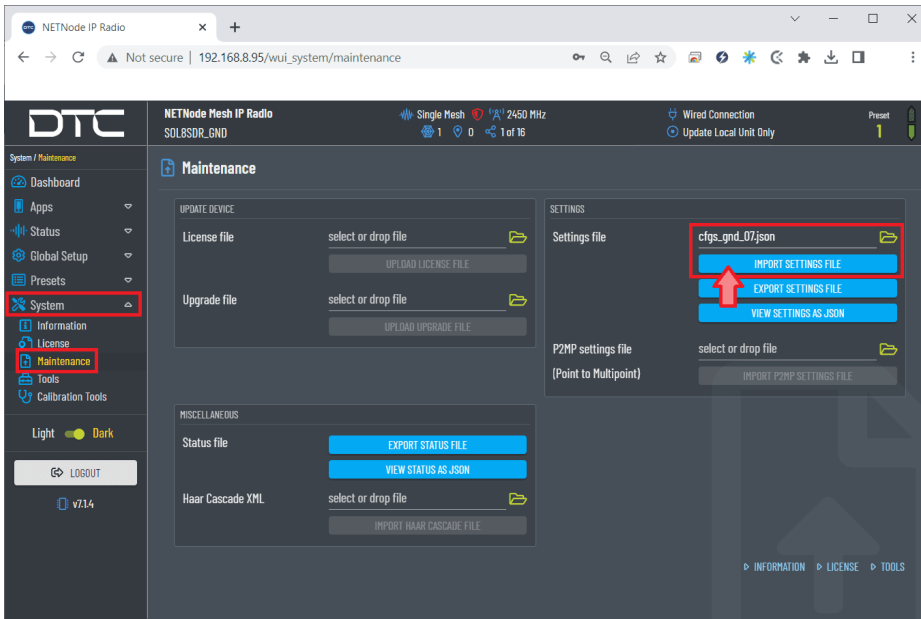 DTC NETNode IP Radio
Not secure 192.168.8.95/wui_system/maintenance
DTC
NETNode Mesh IP Radio
SOL8SDR_GND
Single Mesh "A" 2450 MHz
1 0 1 of 16
Wired Connection
Update Local Unit Only
Preset
1
System / Maintenance
Dashboard
Apps
Status
Global Setup
Presets
System
Information
License
Maintenance
Tools
Calibration Tools
Light Dark
LOGOUT
v7.1.4
Maintenance
UPDATE DEVICE
License file select or drop file
UPLOAD LICENSE FILE
Upgrade file select or drop file
UPLOAD UPGRADE FILE
SETTINGS
Settings file cfgs_gnd_07.json
IMPORT SETTINGS FILE
EXPORT SETTINGS FILE
VIEW SETTINGS AS JSON
P2MP settings file select or drop file
(Point to Multipoint) IMPORT P2MP SETTINGS FILE
MISCELLANEOUS
Status file EXPORT STATUS FILE
VIEW STATUS AS JSON
Haar Cascade XML select or drop file
IMPORT HAAR CASCADE FILE
INFORMATION LICENSE TOOLS